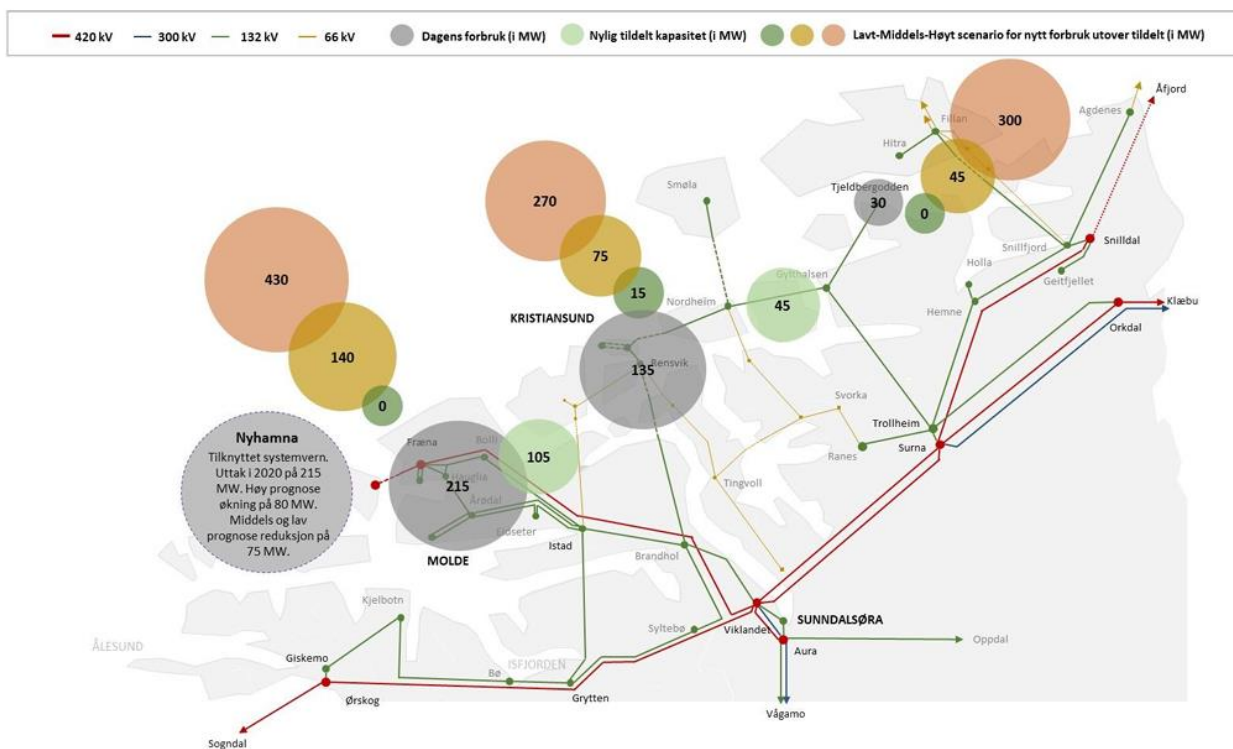 420 kV
300 kV
132 kV
66 kV
Dagens forbruk (i MW)
Nylig tildelt kapasitet (i MW)
Lavt-Middels-Høyt scenario for nytt forbruk utover tildelt (i MW)
Åfjord
Agdenes
Fillan
300
Hitra
45
Tjeldbergodden
30
0
Smøla
270
75
15
Snillfjord
Snilldal
Holla
Geitfjellet
Gylthalsen
45
Nordheim
KRISTIANSUND
430
Klæbu
Hemne
Orkdal
140
Rensvik
135
0
Svorka
Trollheim
Surna
Ranes
Nyhamna
Tilknyttet systemvern.
Uttak i 2020 på 215
MW. Høy prognose
økning på 80 MW.
Middels og lav
prognose reduksjon på
75 MW.
Fræna
Bolli
105
Hauglia
215
Årødal
Tingvoll
Eidseter
Istad
Brandhol
MOLDE
Kjelbotn
SUNNDALSØRA
Syltebø
Viklandet
Aura
Oppdal
ÅLESUND
Giskemo
ISFJORDEN
Bø
Ørskog
Grytten
Vågamo
Sogndal